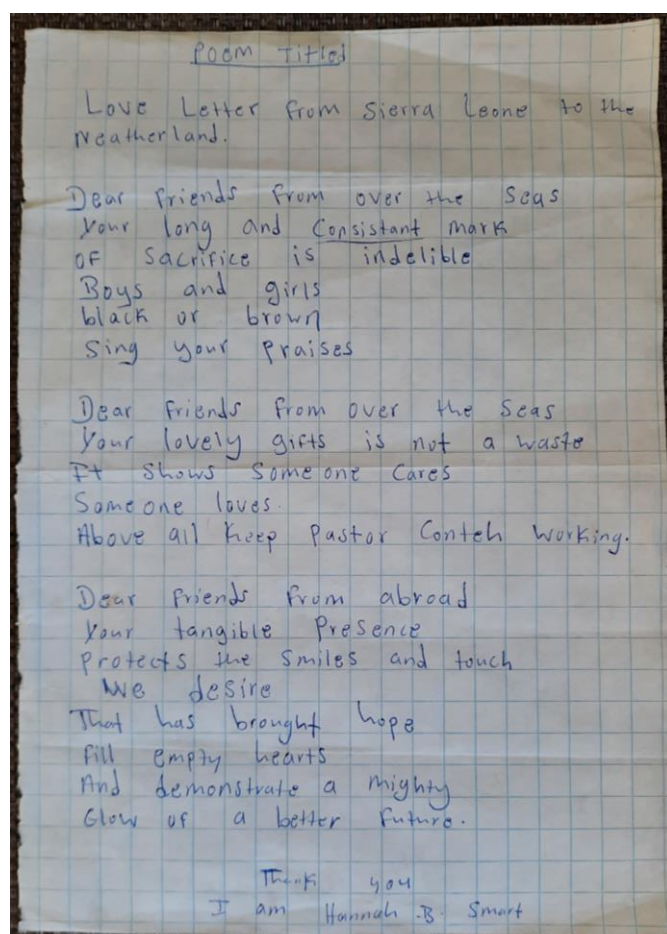 Poem Titled
Love Letter from Sierra Leone to the
Neatherland.
Dear friends from over the Seas
Your long and Consistant mark
OF Sacrifice is indelible
Boys and girls
black or brown
Sing your Praises
Dear friends from over the Seas
Your lovely gifts is not a waste
It Shows Someone Cares
Someone loves.
Above all Keep Pastor Conteh Working.
Dear friends from abroad
Your tangible Presence
Protects the Smiles and touch
We desire
That has brought hope
Fill empty hearts
And demonstrate a mighty
Glow of a better Future.
Thank you
I am Hannah .B. Smart